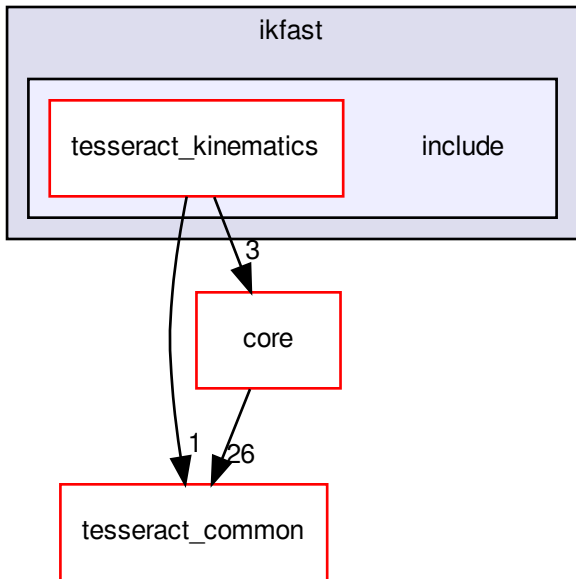 ikfast
tesseract_kinematics
include
3
core
1
26
tesseract_common